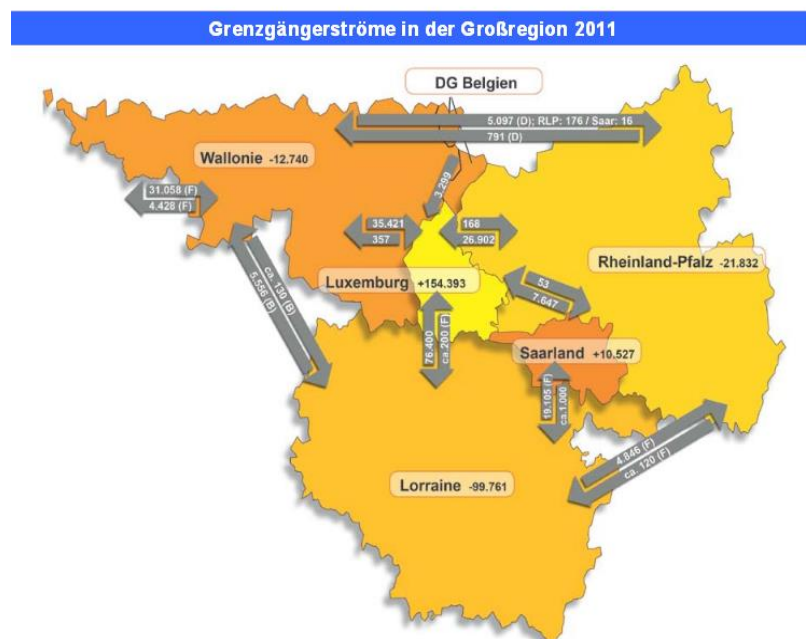 Grenzgängerströme in der Großregion 2011
DG Belgien
5.097 (D); RLP: 176 / Saar: 16
791 (D)
Wallonie -12.740
3.299
31.058 (F)
4.428 (F)
35.421
357
168
26.902
Rheinland-Pfalz -21.832
Luxemburg +154.393
53
7.647
ca. 130 (B)
5.556 (B)
76.400
ca.200 (F)
Saarland +10.527
19.105 (F)
ca.1.000
4.846 (F)
ca. 120 (F)
Lorraine -99.761